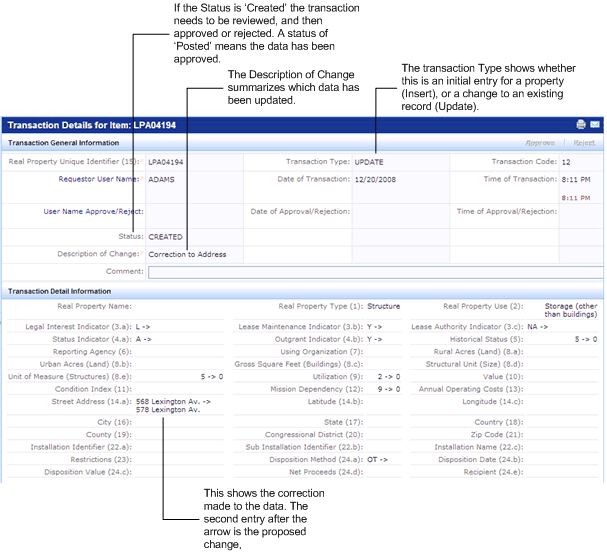 If the Status is ‘Created’ the transaction
needs to be reviewed, and then
approved or rejected. A status of
‘Posted’ means the data has been
approved.
The Description of Change
summarizes which data has
been updated.
The transaction Type shows whether
this is an initial entry for a property
(Insert), or a change to an existing
record (Update).
Transaction Details for Item: LPA04194
Transaction General Information Approve Reject
Real Property Unique Identifier (15):* LPA04194 Transaction Type: UPDATE Transaction Code: 12
Requestor User Name:* ADAMS Date of Transaction: 12/20/2008 Time of Transaction: 8:11 PM
8:11 PM
User Name Approve/Reject: Date of Approval/Rejection: Time of Approval/Rejection:
Status: CREATED
Description of Change:* Correction to Address
Comment:
Transaction Detail Information
Real Property Name: Real Property Type (1): Structure Real Property Use (2): Storage (other
than buildings)
Legal Interest Indicator (3.a): L -> Lease Maintenance Indicator (3.b): Y -> Lease Authority Indicator (3.c): NA ->
Status Indicator (4.a): A -> Outgrant Indicator (4.b): Y -> Historical Status (5): 5 -> 0
Reporting Agency (6): Using Organization (7): Rural Acres (Land) (8.a):
Urban Acres (Land) (8.b): Gross Square Feet (Buildings) (8.c): Structural Unit (Size) (8.d):
Unit of Measure (Structures) (8.e): 5 -> 0 Utilization (9): 2 -> 0 Value (10):
Condition Index (11): Mission Dependency (12): 9 -> 0 Annual Operating Costs (13):
Street Address (14.a): 568 Lexington Av. -> Latitude (14.b): Longitude (14.c):
578 Lexington Av.
City (16): State (17): Country (18):
County (19): Congressional District (20): Zip Code (21):
Installation Identifier (22.a): Sub Installation Identifier (22.b): Installation Name (22.c):
Restrictions (23): Disposition Method (24.a): OT -> Disposition Date (24.b):
Disposition Value (24.c): Net Proceeds (24.d): Recipient (24.e):
This shows the correction
made to the data. The
second entry after the
arrow is the proposed
change,